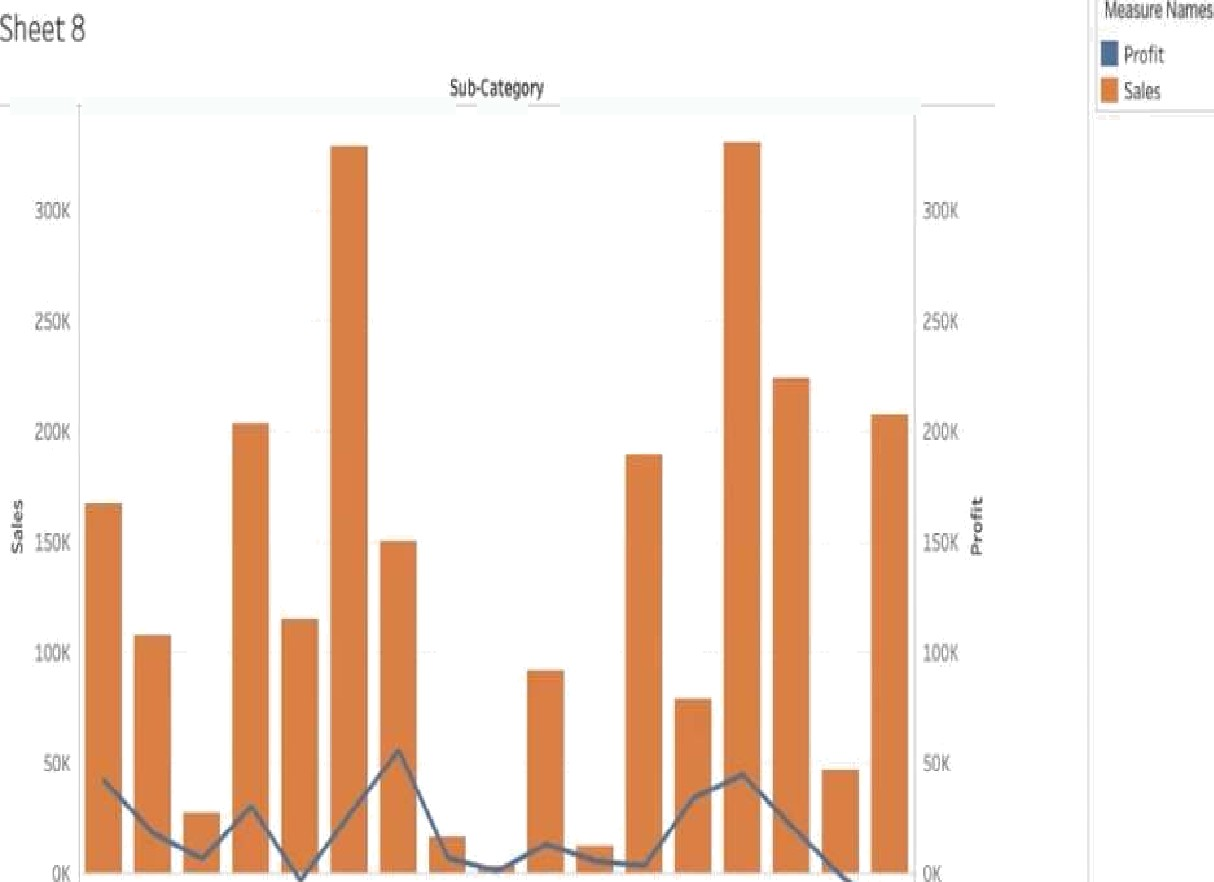 Sheet 8
Measure Names
Profit
Sales
Sub-Category
300K
250K
200K
150K
100K
50K
0K
Sales
300K
250K
200K
150K
100K
50K
0K
Profit